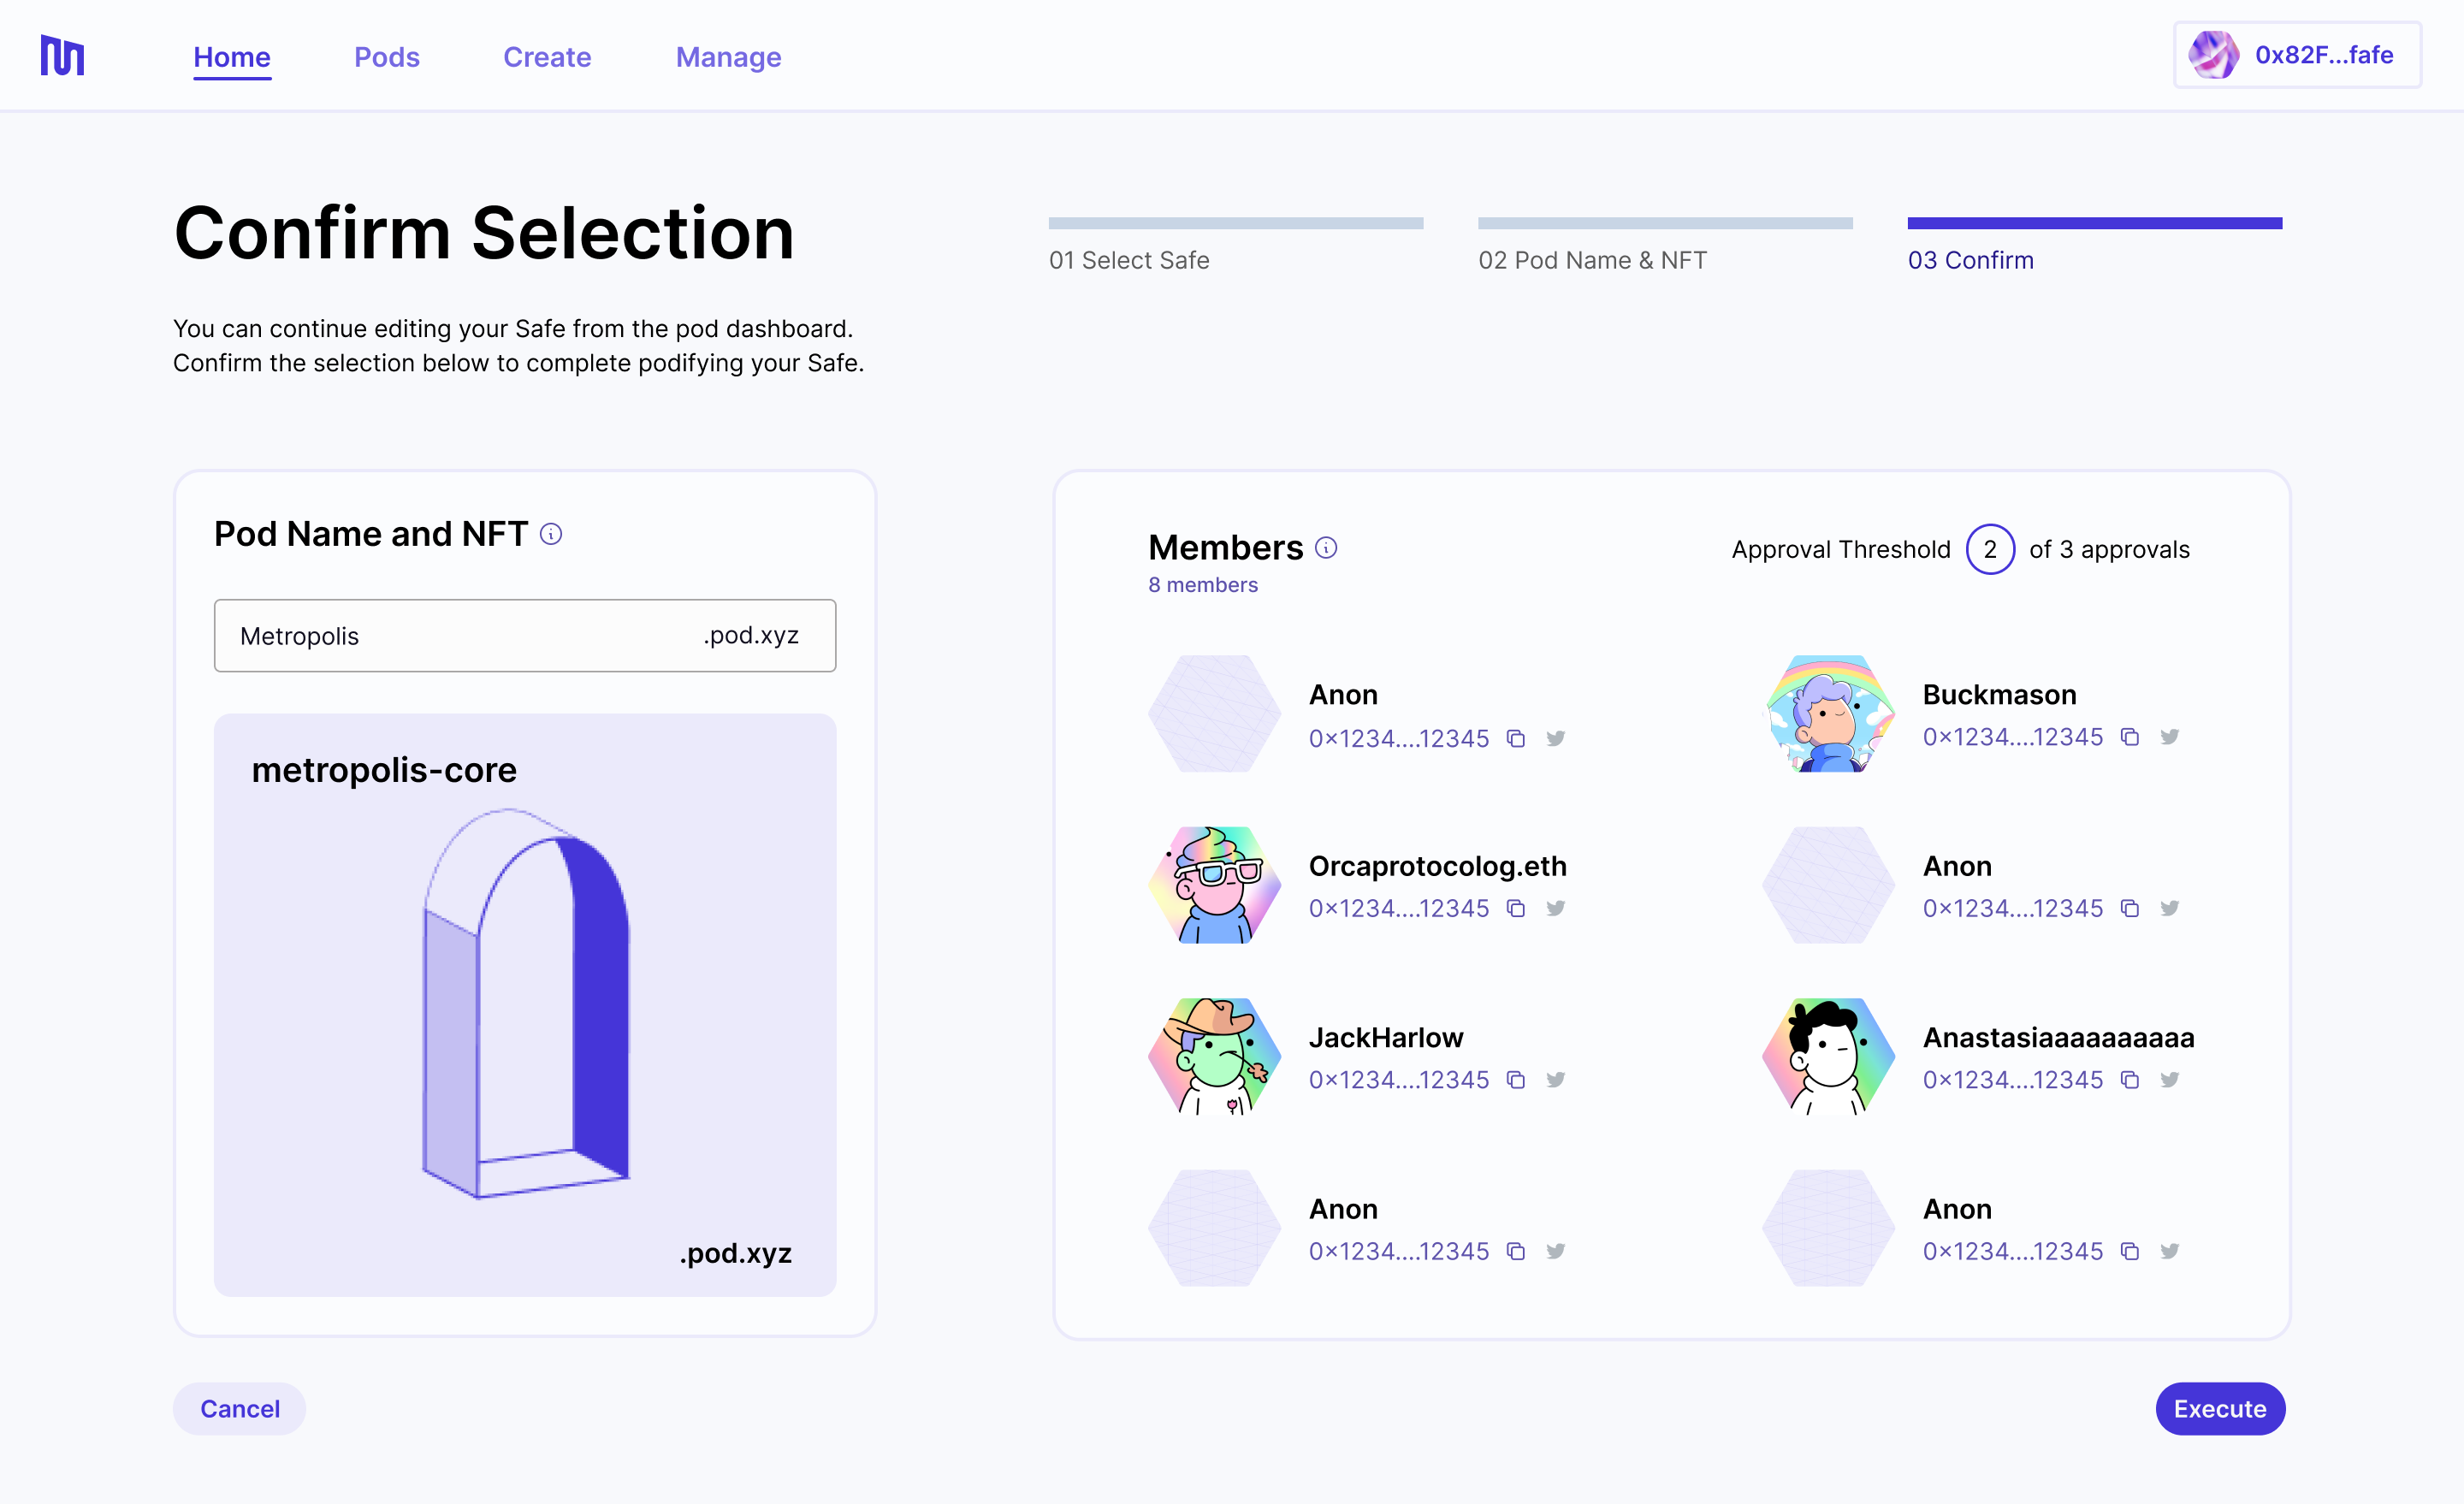 Home
Pods
Create
Manage
0x82F...fafe
Confirm Selection
01 Select Safe
02 Pod Name & NFT
03 Confirm
You can continue editing your Safe from the pod dashboard.
Confirm the selection below to complete podifying your Safe.
Pod Name and NFT
Metropolis
.pod.xyz
metropolis-core
.pod.xyz
Members
8 members
Approval Threshold 2 of 3 approvals
Anon
0×1234....12345
Buckmason
0×1234....12345
Orcaprotocolog.eth
0×1234....12345
Anon
0×1234....12345
JackHarlow
0×1234....12345
Anastasiaaaaaaaaaa
0×1234....12345
Anon
0×1234....12345
Anon
0×1234....12345
Cancel
Execute